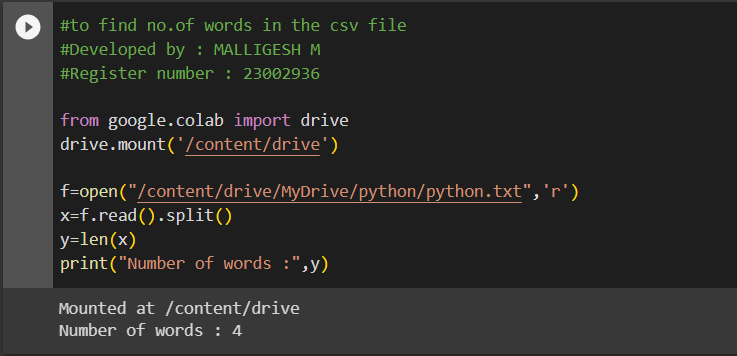 #to find no.of words in the csv file
#Developed by : MALLIGESH M
#Register number : 23002936
from google.colab import drive
drive.mount('/content/drive')
f=open("/content/drive/MyDrive/python/python.txt",'r')
x=f.read().split()
y=len(x)
print("Number of words :",y)
Mounted at /content/drive
Number of words : 4